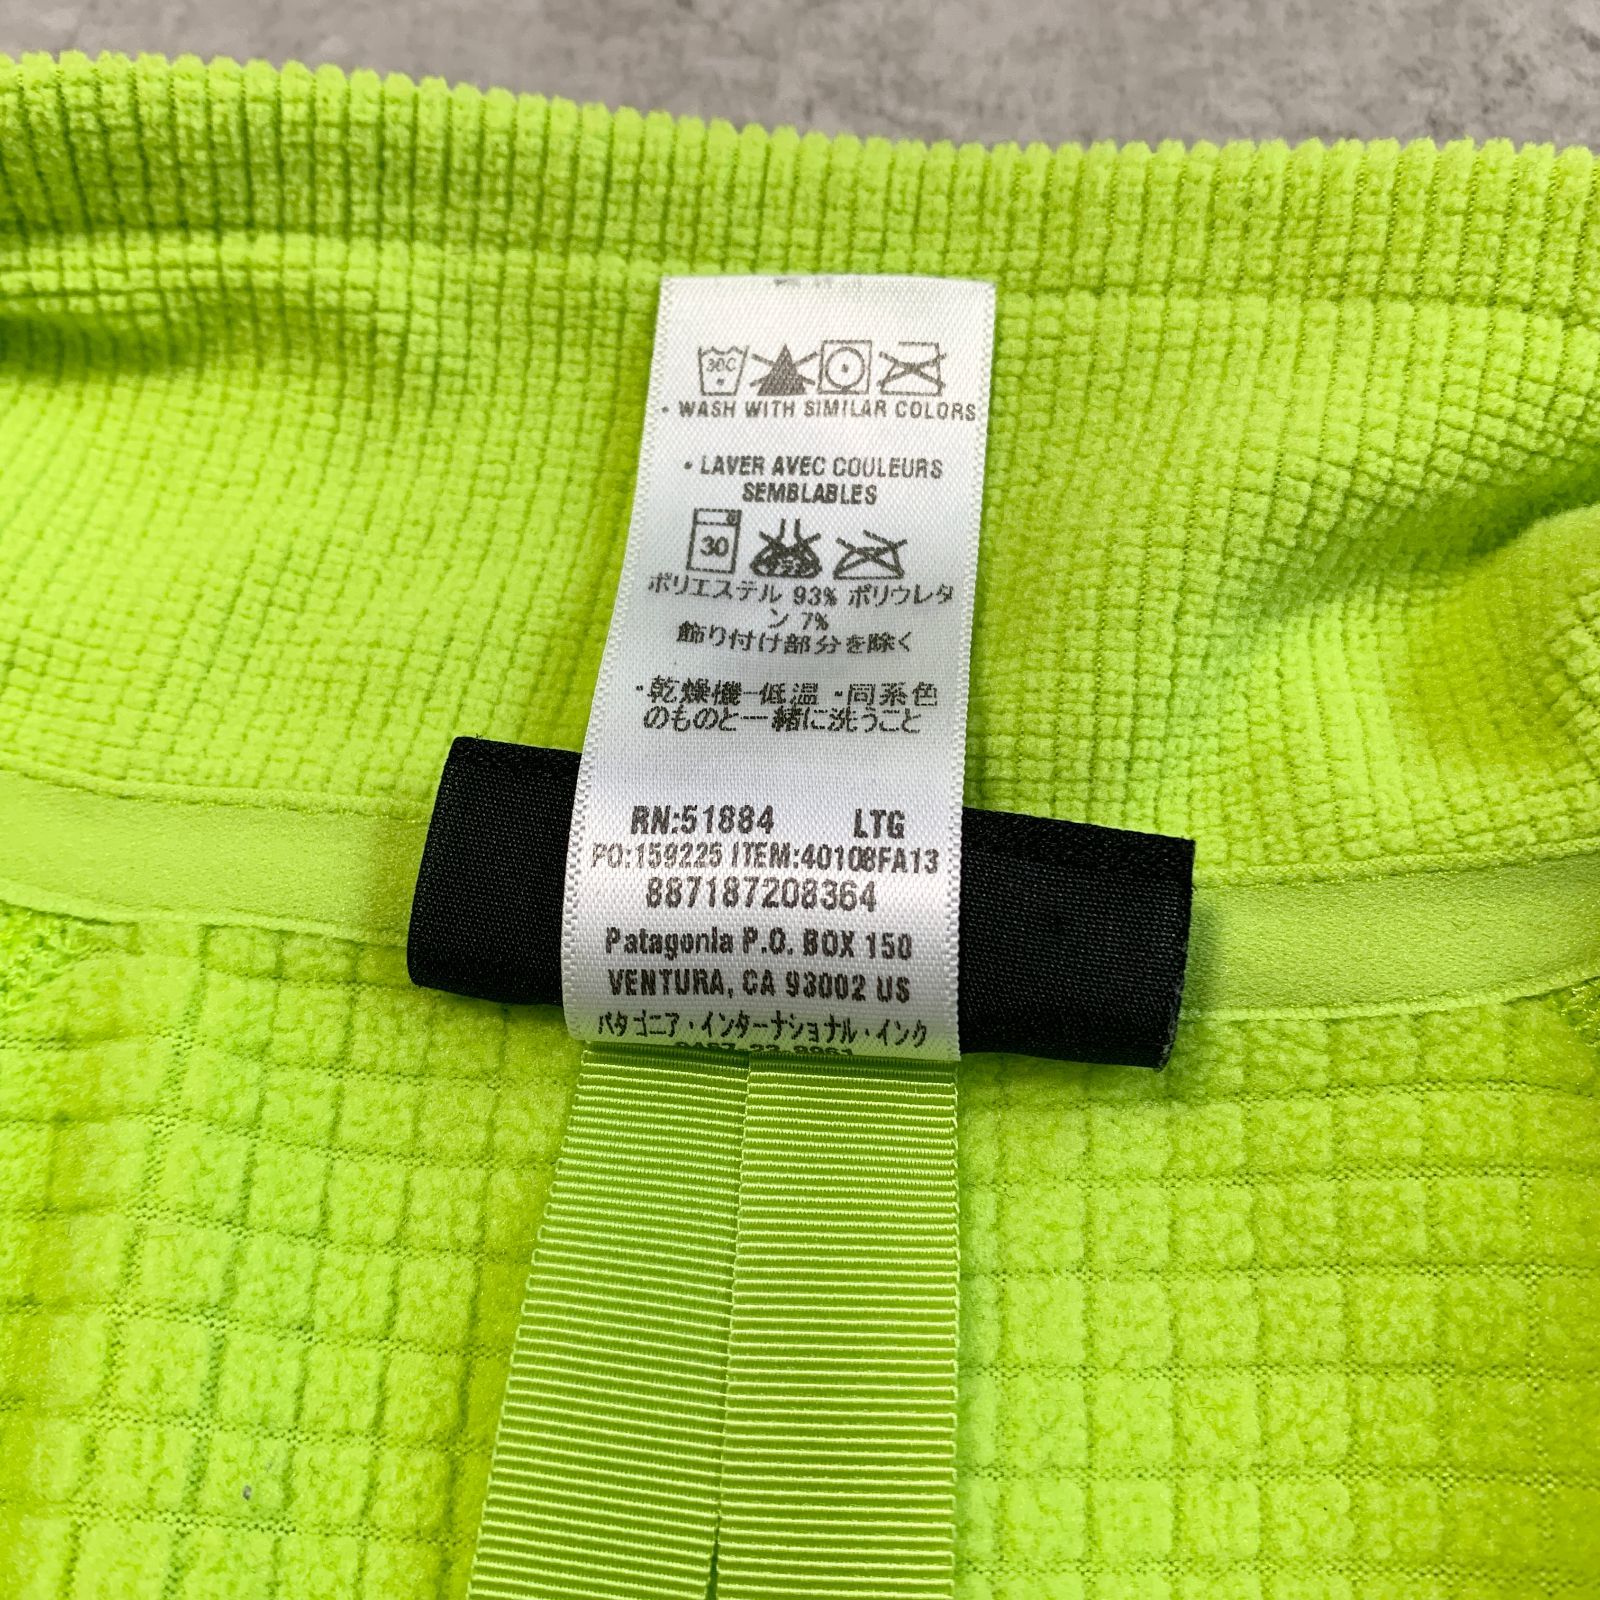 30C
• WASH WITH SIMILAR COLORS
• LAVER AVEC COULEURS
SEMBLABLES
30
ポリエステル 93% ポリウレタ
ン 7%
飾り付け部分を除く
・乾燥機-低温 ・同系色
のものと一緒に洗うこと
RN:51884 LTG
PO:159225 ITEM:40108FA13
887187208364
Patagonia P.O. BOX 150
VENTURA, CA 93002 US
パタゴニア・インターナショナル・インク